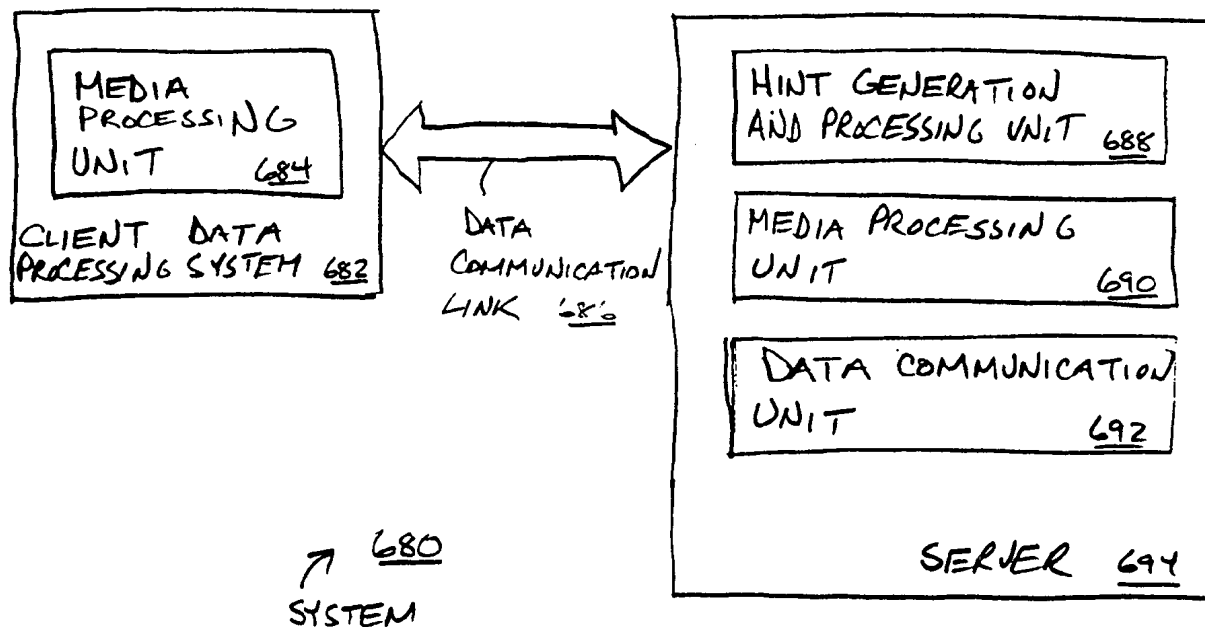 MEDIA
PROCESSING
UNIT 684
CLIENT DATA
PROCESSING SYSTEM 682
DATA
COMMUNICATION
LINK 686
HINT GENERATION
AND PROCESSING UNIT 688
MEDIA PROCESSING
UNIT 690
DATA COMMUNICATION
UNIT 692
SERVER 694
680
SYSTEM